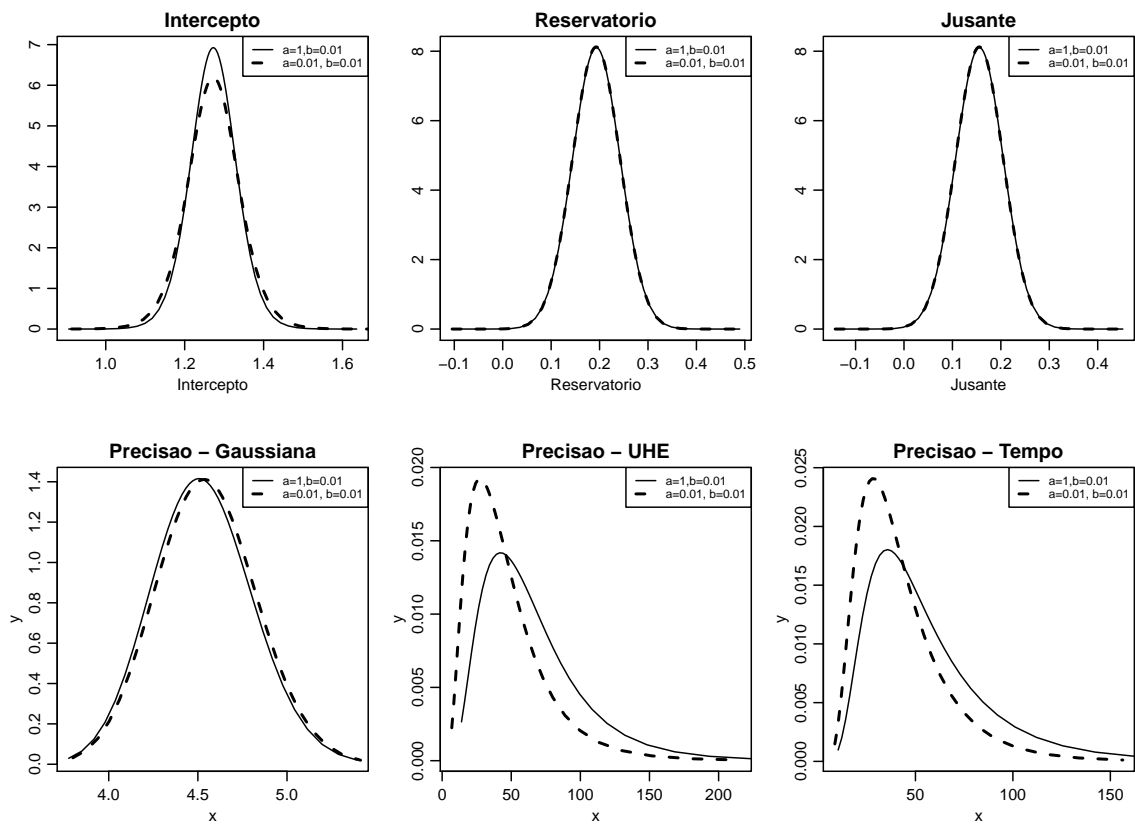 Intercepto
a=1,b=0.01
a=0.01, b=0.01
0 1 2 3 4 5 6 7
1.0 1.2 1.4 1.6
Intercepto
Reservatorio
a=1,b=0.01
a=0.01, b=0.01
0 2 4 6 8
−0.1 0.0 0.1 0.2 0.3 0.4 0.5
Reservatorio
Jusante
a=1,b=0.01
a=0.01, b=0.01
0 2 4 6 8
−0.1 0.0 0.1 0.2 0.3 0.4
Jusante
Precisao − Gaussiana
a=1,b=0.01
a=0.01, b=0.01
0.0 0.2 0.4 0.6 0.8 1.0 1.2 1.4
y
4.0 4.5 5.0
x
Precisao − UHE
a=1,b=0.01
a=0.01, b=0.01
0.000 0.005 0.010 0.015 0.020
y
0 50 100 150 200
x
Precisao − Tempo
a=1,b=0.01
a=0.01, b=0.01
0.000 0.005 0.010 0.015 0.020 0.025
y
50 100 150
x